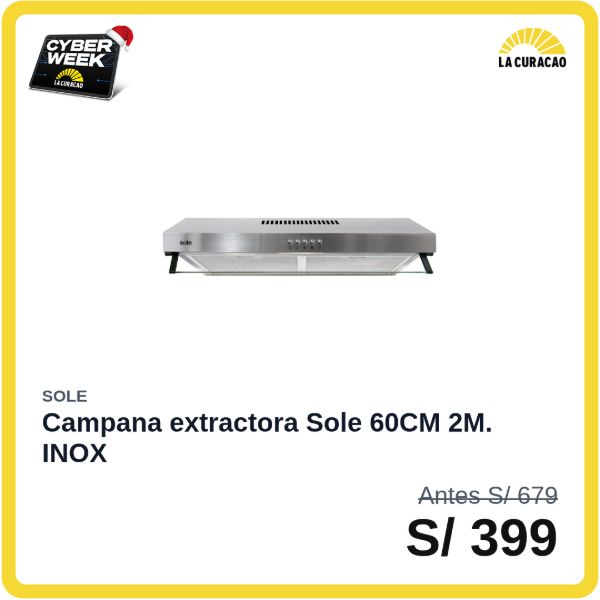 CYBER
WEEK
LA CURACAO
LA CURACAO
sole
SOLE
Campana extractora Sole 60CM 2M.
INOX
Antes S/ 679
S/ 399